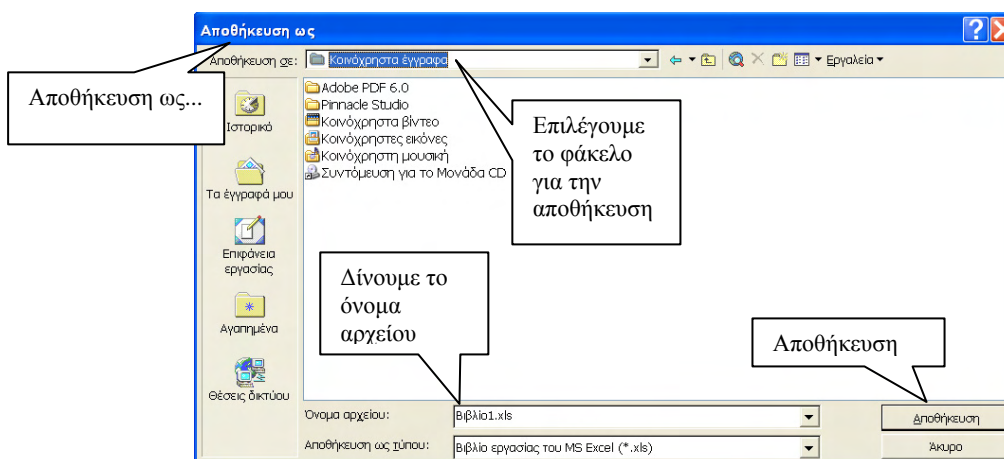 Αποθήκευση ως
Αποθήκευση σε:
Κοινόχρηστα έγγραφα
Εργαλεία
Αποθήκευση ως...
Ιστορικό
Τα έγγραφά μου
Επιφάνεια
εργασίας
Αγαπημένα
Θέσεις δικτύου
Adobe PDF 6.0
Pinnacle Studio
Κοινόχρηστα βίντεο
Κοινόχρηστες εικόνες
Κοινόχρηστη μουσική
Συντόμευση για το Μονάδα CD
Επιλέγουμε
το φάκελο
για την
αποθήκευση
Δίνουμε το
όνομα
αρχείου
Αποθήκευση
Όνομα αρχείου:
Βιβλίο1.xls
Αποθήκευση
Αποθήκευση ως τύπου:
Βιβλίο εργασίας του MS Excel (*.xls)
Άκυρο